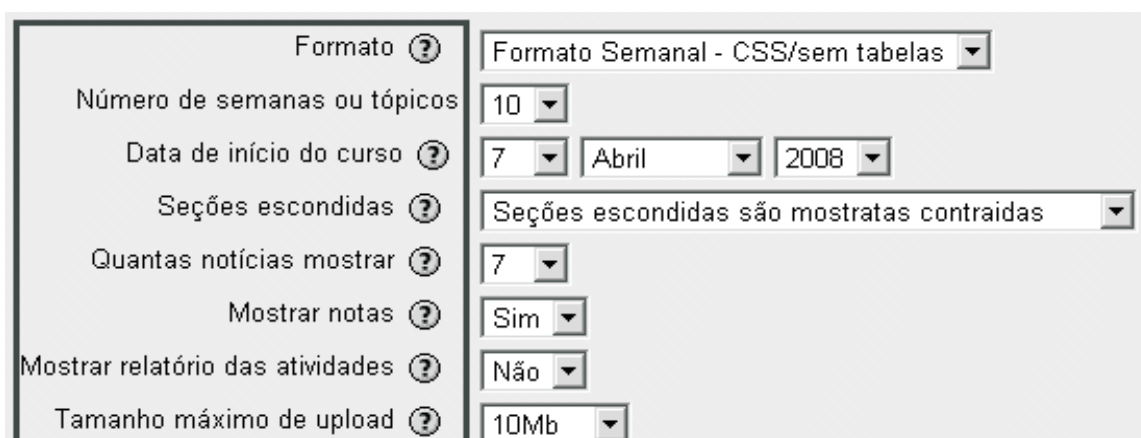 Formato ? Formato Semanal - CSS/sem tabelas
Número de semanas ou tópicos 10
Data de início do curso ? 7 Abril 2008
Seções escondidas ? Seções escondidas são mostratas contraidas
Quantas notícias mostrar ? 7
Mostrar notas ? Sim
Mostrar relatório das atividades ? Não
Tamanho máximo de upload ? 10Mb